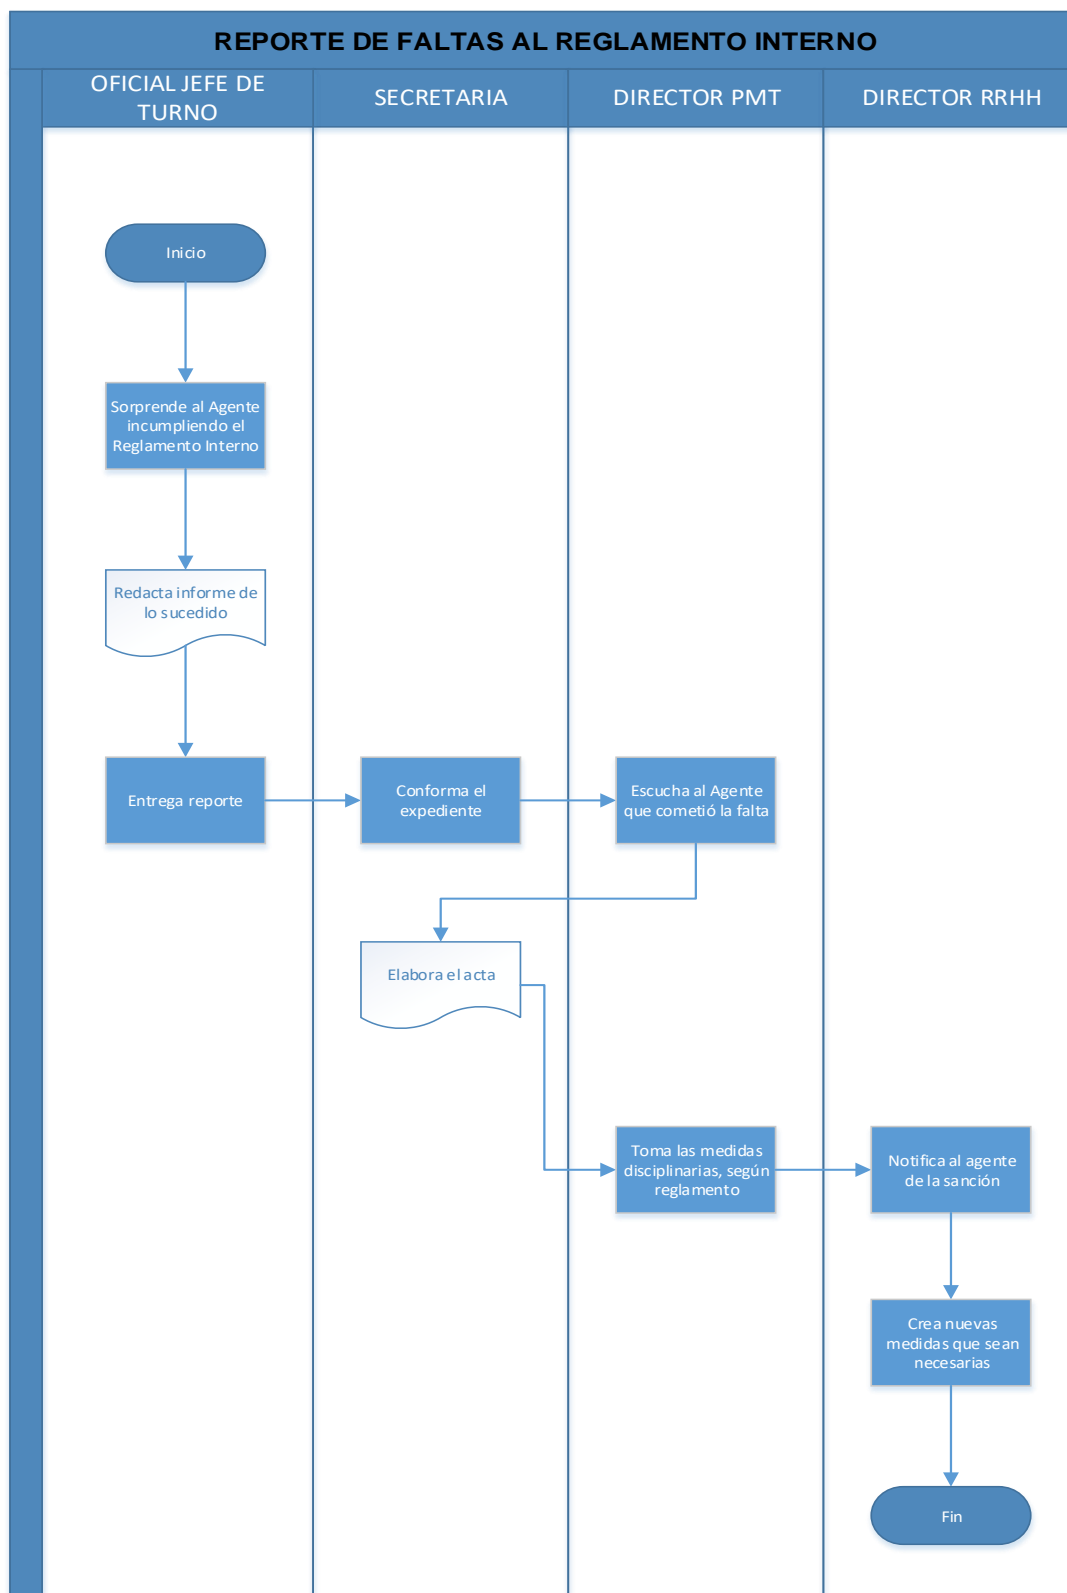 REPORTE DE FALTAS AL REGLAMENTO INTERNO
OFICIAL JEFE DE
TURNO
SECRETARIA
DIRECTOR PMT
DIRECTOR RRHH
Inicio
Sorprende al Agente
incumpliendo el
Reglamento Interno
Redacta informe de
lo sucedido
Entrega reporte
Conforma el
expediente
Escucha al Agente
que cometió la falta
Elabora el acta
Toma las medidas
disciplinarias, según
reglamento
Notifica al agente
de la sanción
Crea nuevas
medidas que sean
necesarias
Fin